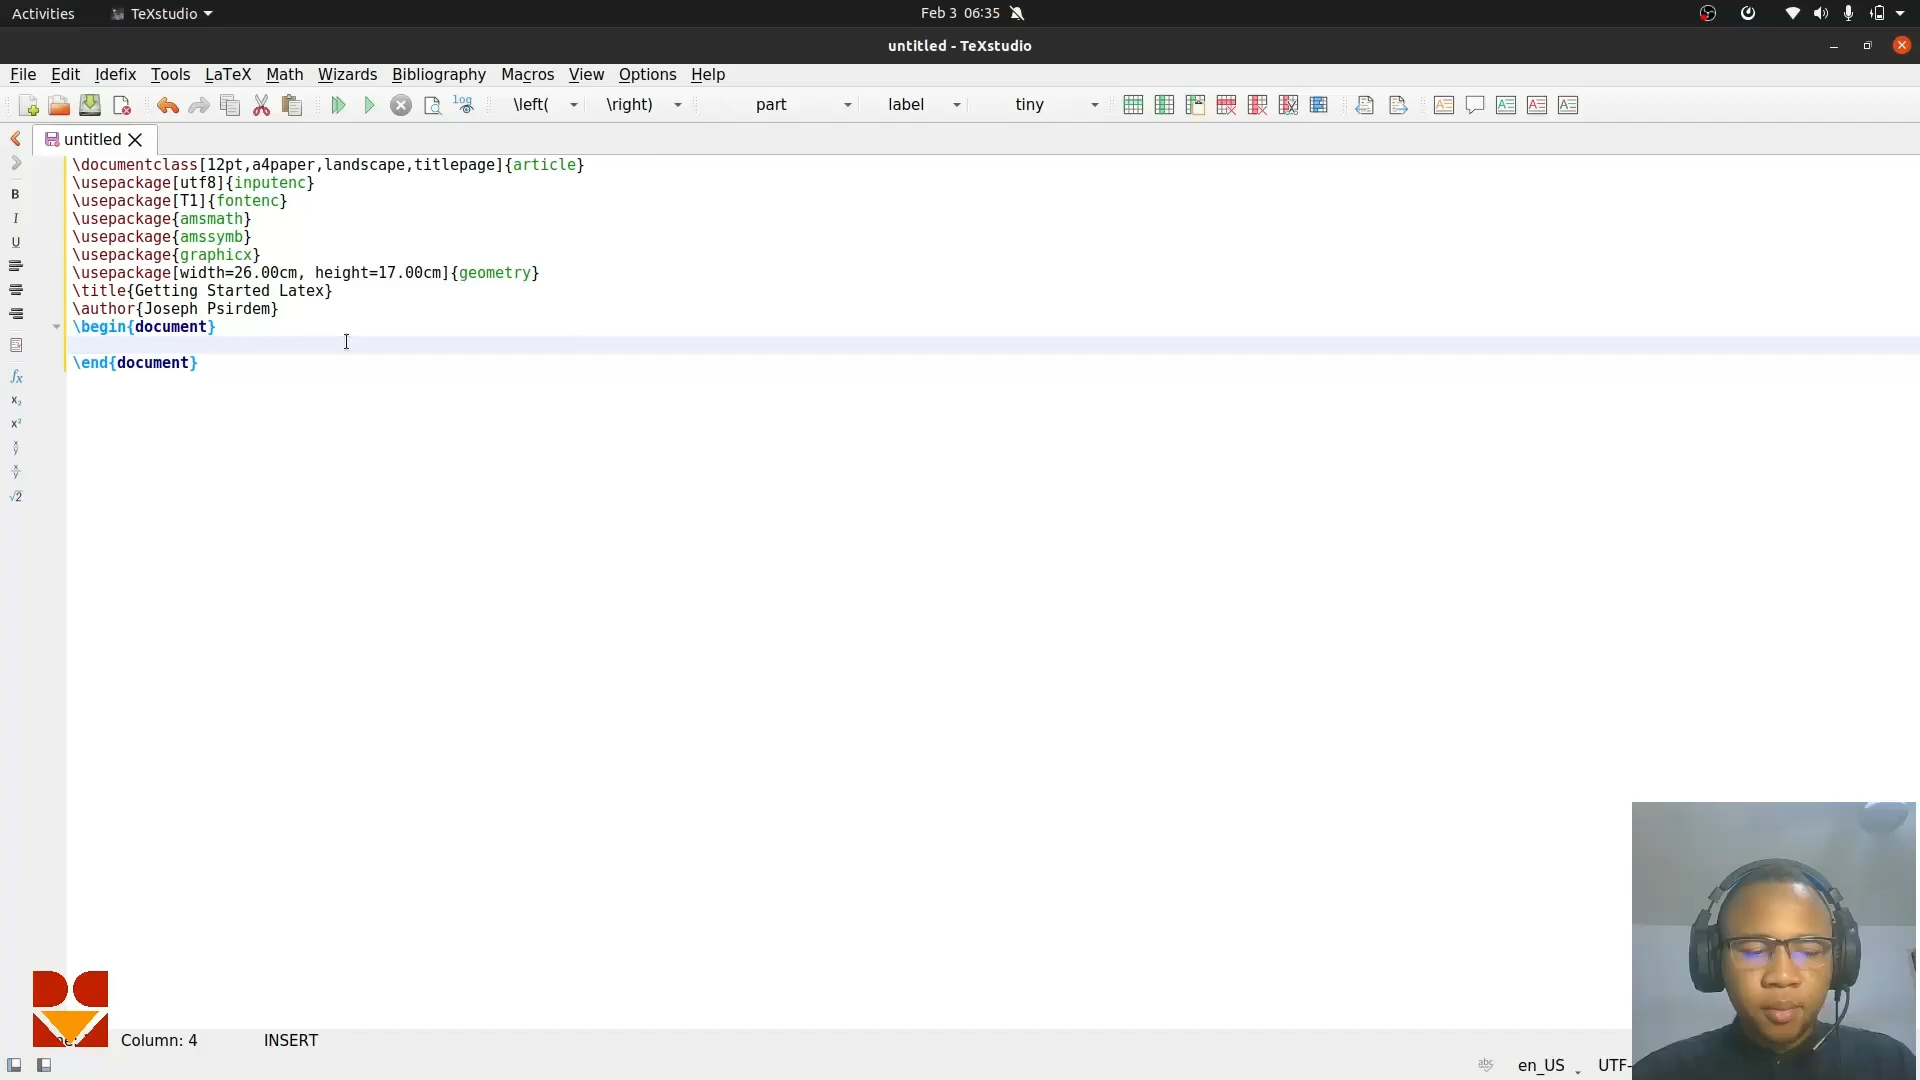 Activities TeXstudio Feb 3 06:35
untitled - TeXstudio
File Edit Idefix Tools LaTeX Math Wizards Bibliography Macros View Options Help
log \left( \right) part label tiny
untitled
\documentclass[12pt,a4paper,landscape,titlepage]{article}
\usepackage[utf8]{inputenc}
\usepackage[T1]{fontenc}
\usepackage{amsmath}
\usepackage{amssymb}
\usepackage{graphicx}
\usepackage[width=26.00cm, height=17.00cm]{geometry}
\title{Getting Started Latex}
\author{Joseph Psirdem}
\begin{document}
\end{document}
Column: 4 INSERT
abc en_US UTF-